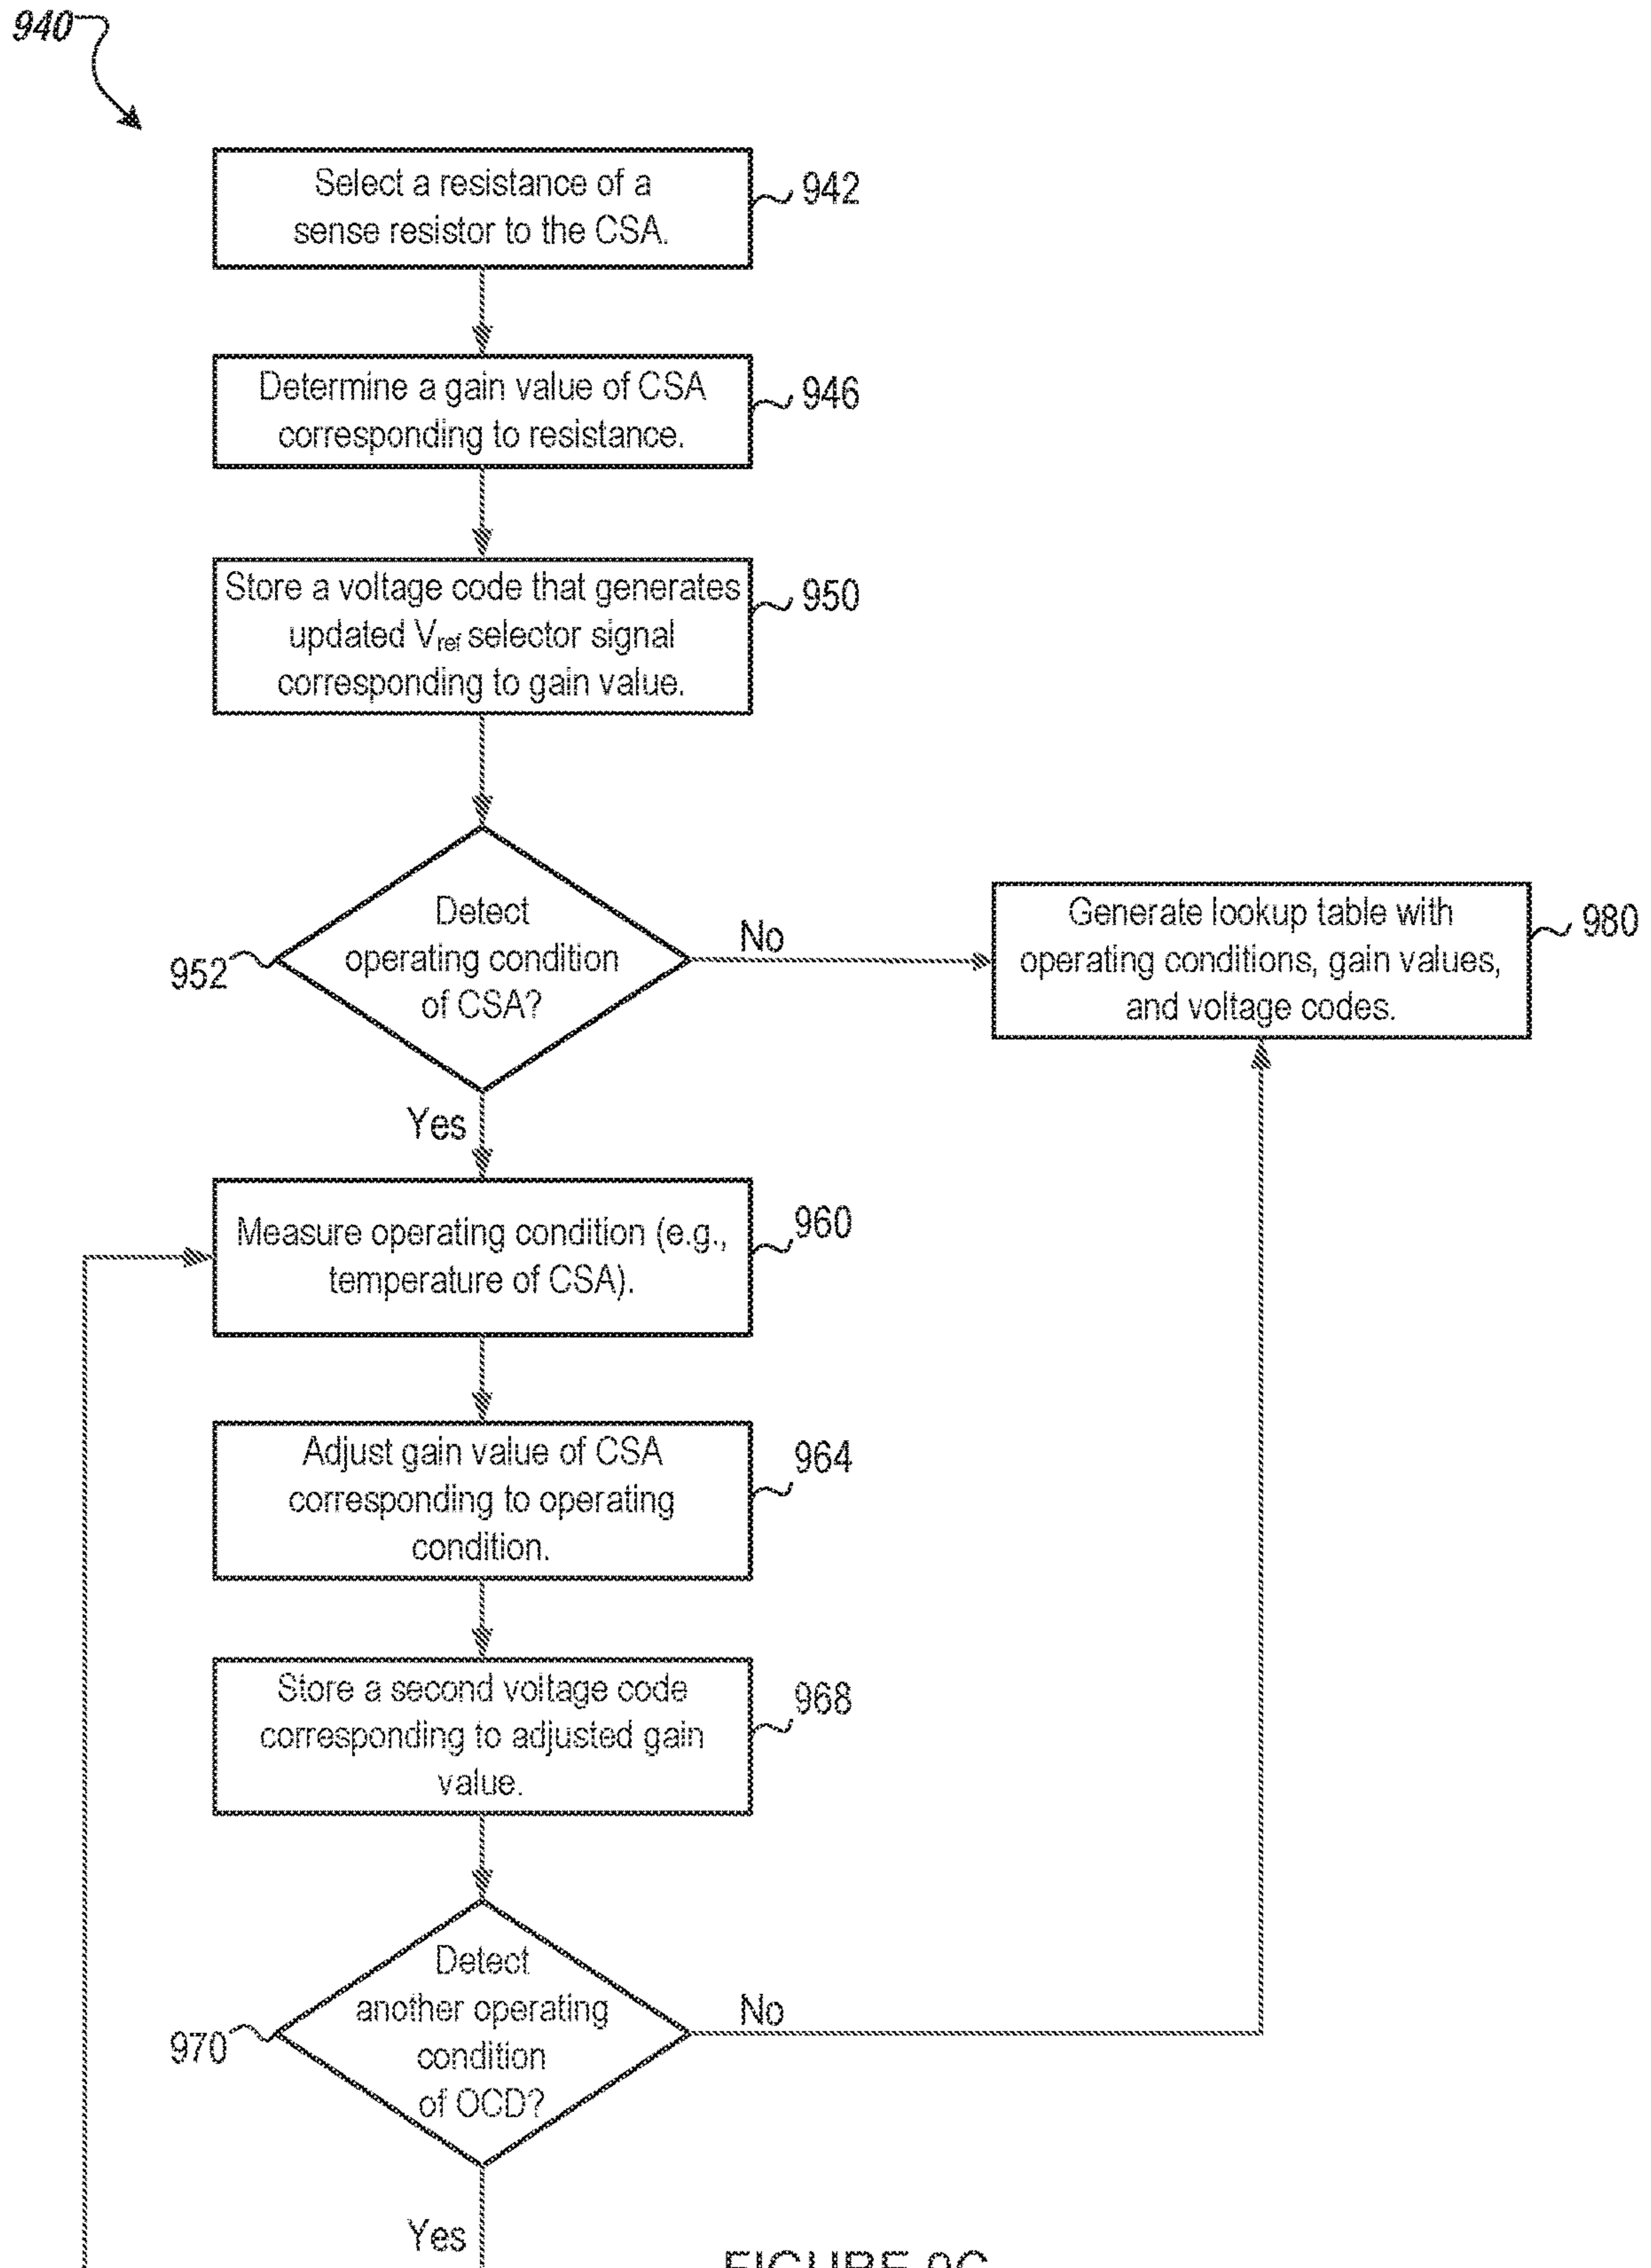 940
Select a resistance of a
sense resistor to the CSA.
942
Determine a gain value of CSA
corresponding to resistance.
946
Store a voltage code that generates
updated Vref selector signal
corresponding to gain value.
950
Detect
operating condition
of CSA?
952
No
Generate lookup table with
operating conditions, gain values,
and voltage codes.
980
Yes
Measure operating condition (e.g.,
temperature of CSA).
960
Adjust gain value of CSA
corresponding to operating
condition.
964
Store a second voltage code
corresponding to adjusted gain
value.
968
Detect
another operating
condition
of OCD?
970
No
Yes
FIGURE 9C